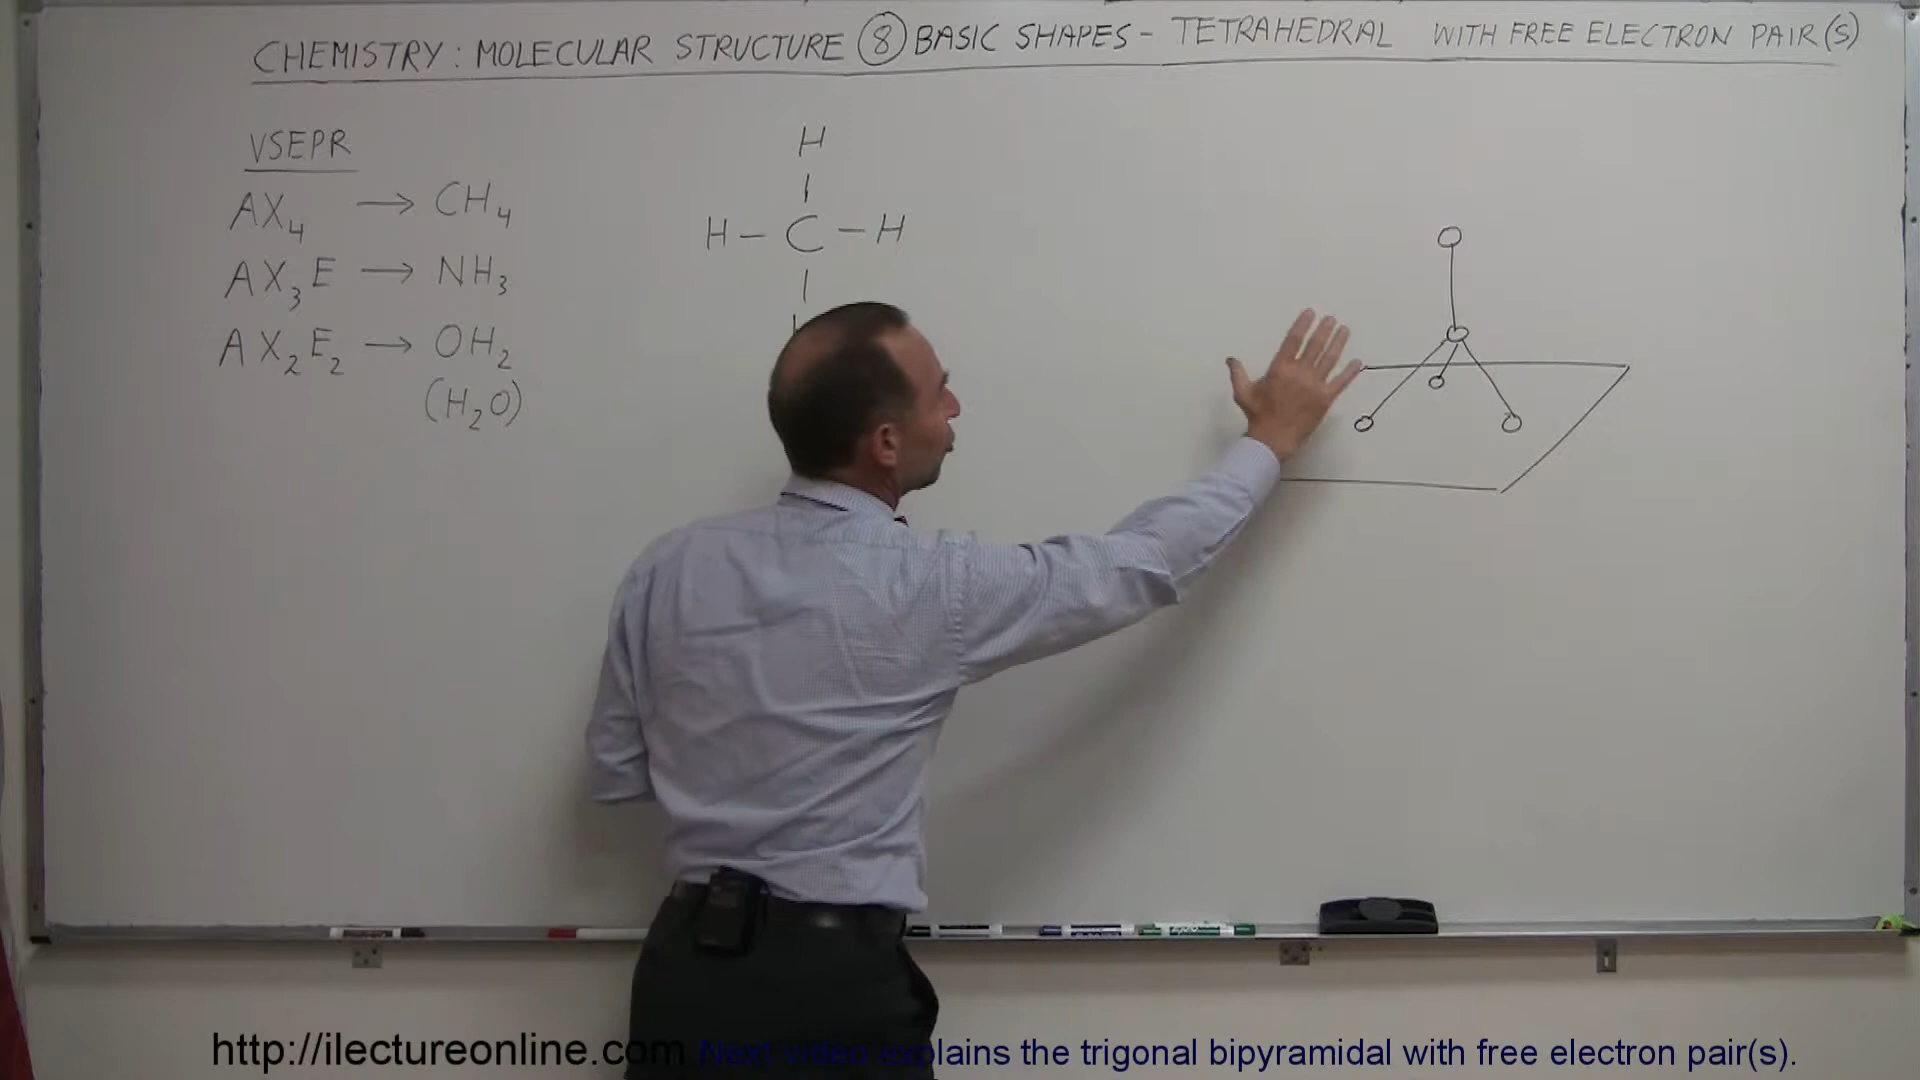 CHEMISTRY: MOLECULAR STRUCTURE ⑧ BASIC SHAPES - TETRAHEDRAL WITH FREE ELECTRON PAIR(S)
VSEPR
AX₄ → CH₄
AX₃E → NH₃
AX₂E₂ → OH₂
(H₂O)
H
H - C - H
http://ilectureonline.com
Next video explains the trigonal bipyramidal with free electron pair(s).